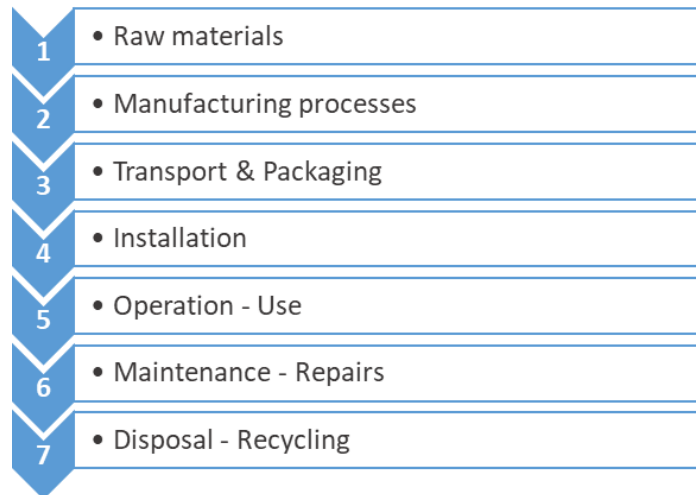 1 • Raw materials
2 • Manufacturing processes
3 • Transport & Packaging
4 • Installation
5 • Operation - Use
6 • Maintenance - Repairs
7 • Disposal - Recycling